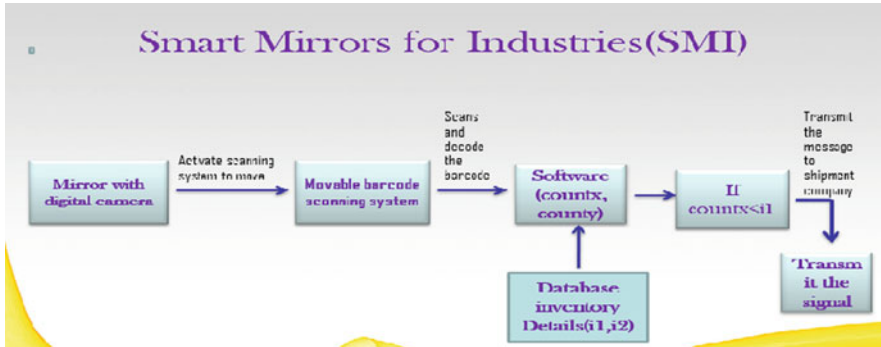 Smart Mirrors for Industries(SMI)
Mirror with
digital camera
Activate scanning
system to move
Movable barcode
scanning system
Scans
and
decode
the
barcode
Software
(countx,
county)
If
countx<i1
Transmit
the
message
to
shipment
company
Transm
it the
signal
Database
inventory
Details(i1,i2)